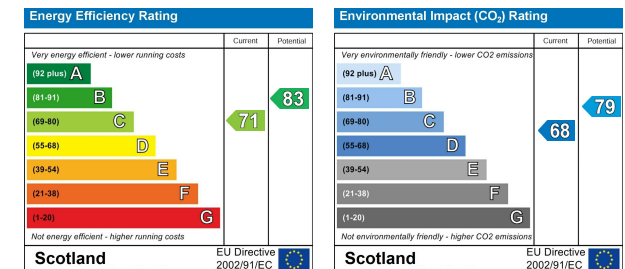 Energy Efficiency Rating
Current Potential
Very energy efficient - lower running costs
(92 plus) A
(81-91) B
83
(69-80) C
71
(55-68) D
(39-54) E
(21-38) F
(1-20) G
Not energy efficient - higher running costs
Scotland
EU Directive
2002/91/EC
Environmental Impact (CO2) Rating
Current Potential
Very environmentally friendly - lower CO2 emissions
(92 plus) A
(81-91) B
79
(69-80) C
68
(55-68) D
(39-54) E
(21-38) F
(1-20) G
Not environmentally friendly - higher CO2 emissions
Scotland
EU Directive
2002/91/EC